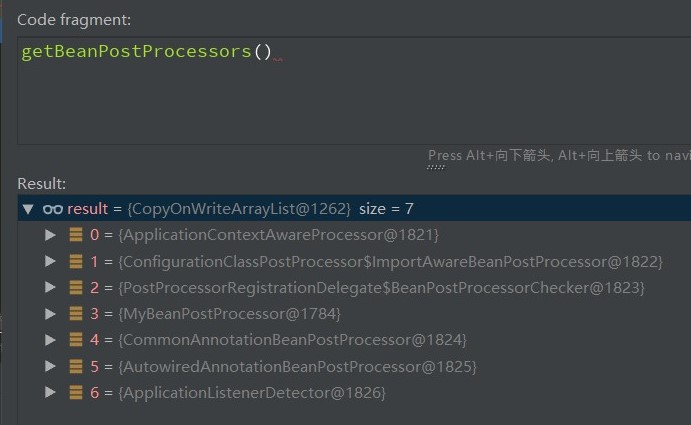 Code fragment:
getBeanPostProcessors()
Press Alt+向下箭头, Alt+向上箭头 to navi
Result:
result = {CopyOnWriteArrayList@1262} size = 7
0 = {ApplicationContextAwareProcessor@1821}
1 = {ConfigurationClassPostProcessor$ImportAwareBeanPostProcessor@1822}
2 = {PostProcessorRegistrationDelegate$BeanPostProcessorChecker@1823}
3 = {MyBeanPostProcessor@1784}
4 = {CommonAnnotationBeanPostProcessor@1824}
5 = {AutowiredAnnotationBeanPostProcessor@1825}
6 = {ApplicationListenerDetector@1826}